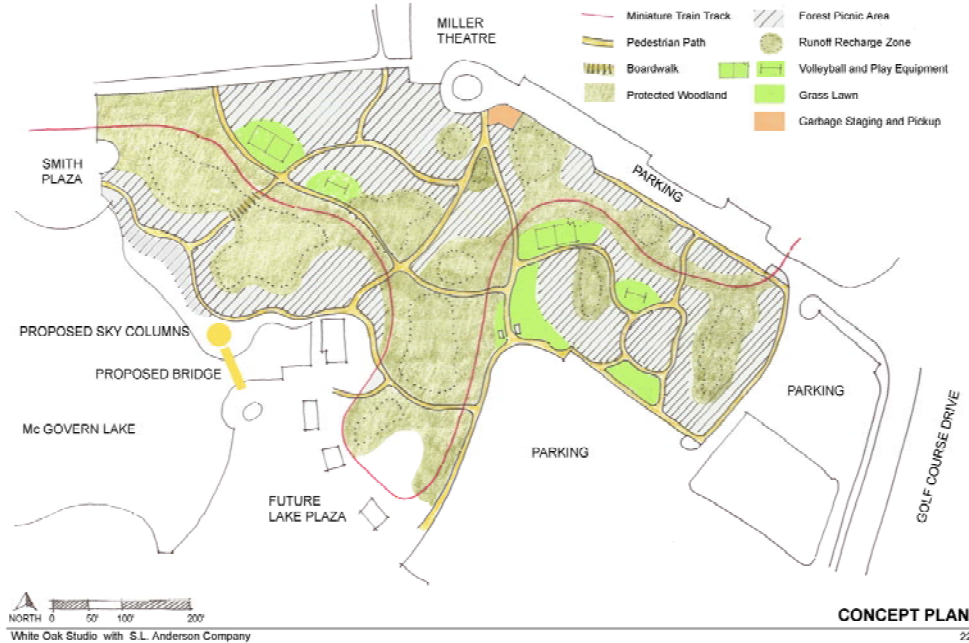 MILLER
THEATRE
Miniature Train Track
Forest Picnic Area
Pedestrian Path
Runoff Recharge Zone
Boardwalk
Volleyball and Play Equipment
Protected Woodland
Grass Lawn
Garbage Staging and Pickup
SMITH
PLAZA
PARKING
PROPOSED SKY COLUMNS
PROPOSED BRIDGE
Mc GOVERN LAKE
PARKING
PARKING
GOLF COURSE DRIVE
FUTURE
LAKE PLAZA
NORTH
0 50' 100' 200'
CONCEPT PLAN
White Oak Studio with S.L. Anderson Company